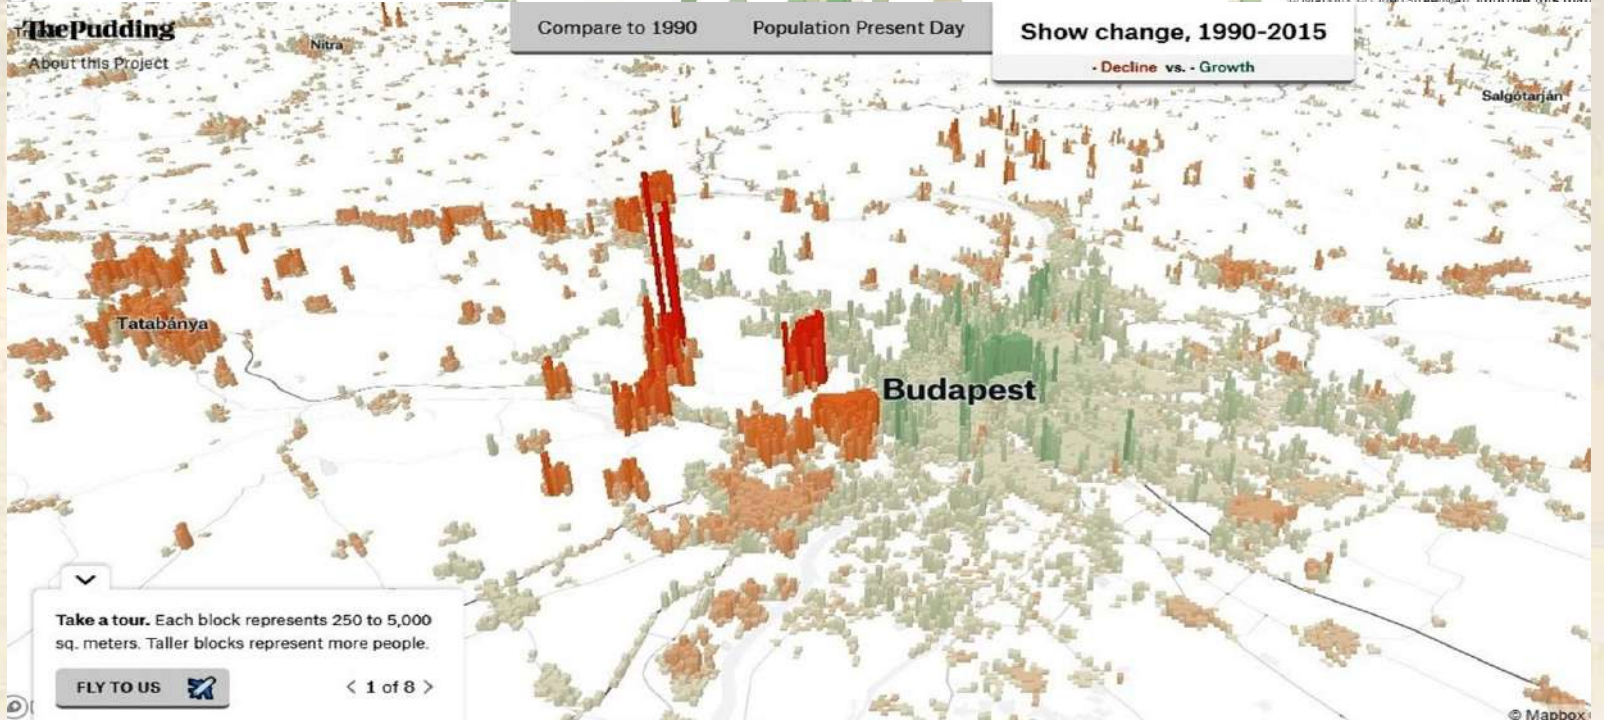 ThePudding
About this Project
Compare to 1990
Population Present Day
Show change, 1990-2015
- Decline vs. - Growth
Nitra
Salgótarján
Tatabánya
Budapest
Take a tour. Each block represents 250 to 5,000
sq. meters. Taller blocks represent more people.
FLY TO US
< 1 of 8 >
© Mapbox